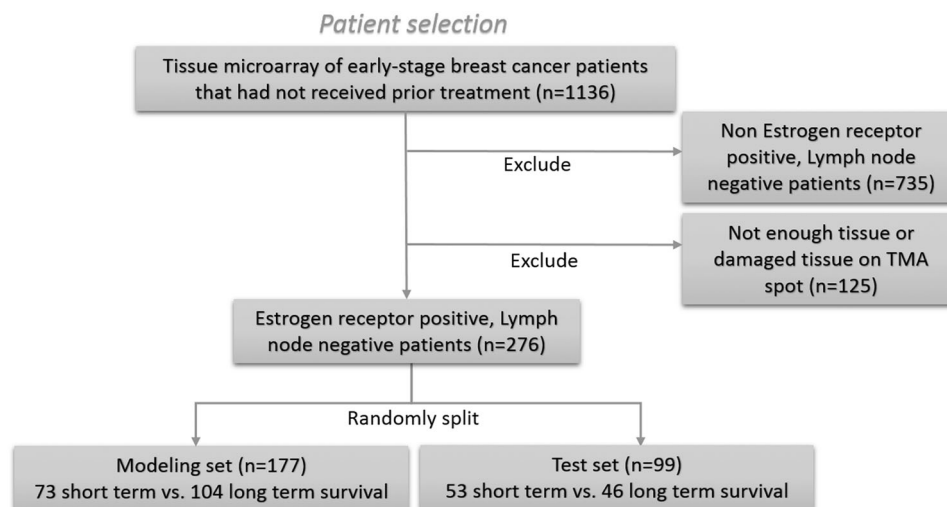 Patient selection
Tissue microarray of early-stage breast cancer patients
that had not received prior treatment (n=1136)
Exclude
Non Estrogen receptor
positive, Lymph node
negative patients (n=735)
Exclude
Not enough tissue or
damaged tissue on TMA
spot (n=125)
Estrogen receptor positive, Lymph
node negative patients (n=276)
Randomly split
Modeling set (n=177)
73 short term vs. 104 long term survival
Test set (n=99)
53 short term vs. 46 long term survival